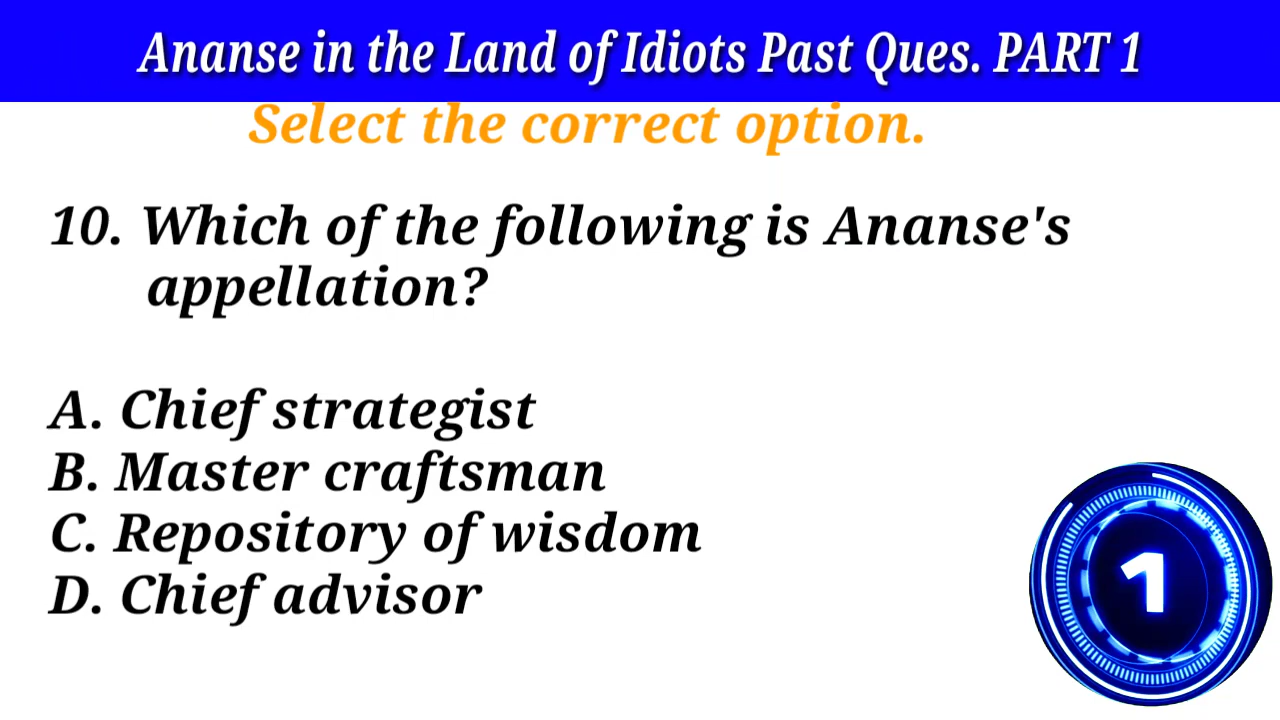 Ananse in the Land of Idiots Past Ques. PART 1
Select the correct option.
10. Which of the following is Ananse's
appellation?
A. Chief strategist
B. Master craftsman
C. Repository of wisdom
D. Chief advisor
1